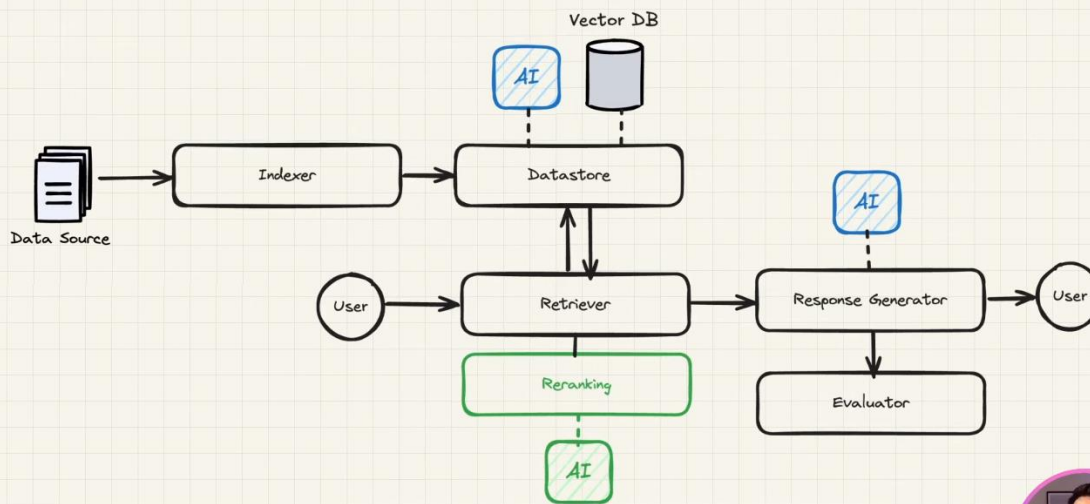 Vector DB
AI
Indexer
Datastore
Data Source
AI
User
Retriever
Response Generator
User
Reranking
Evaluator
AI